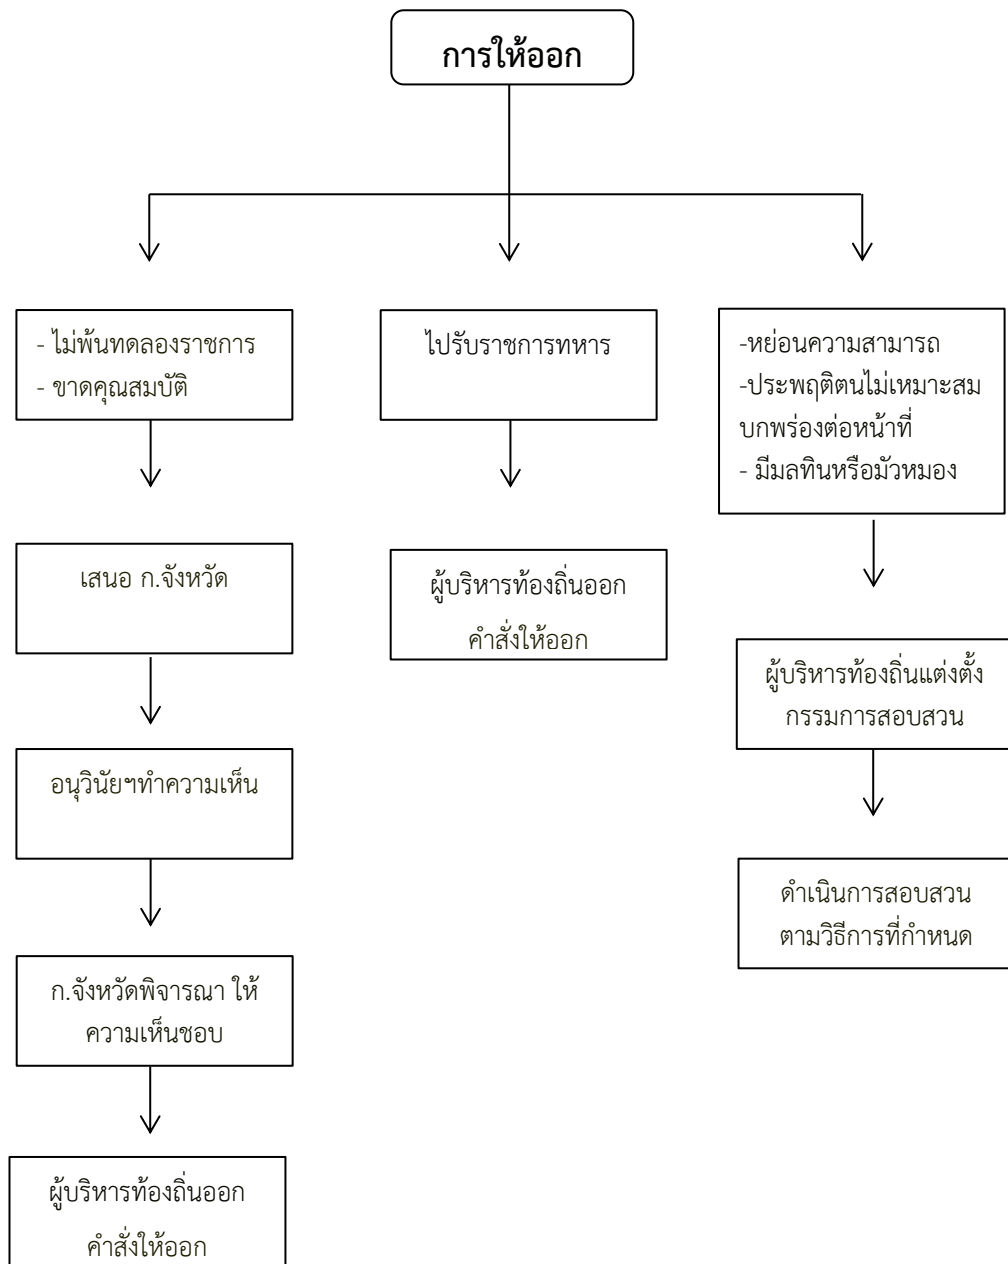 การให้ออก
- ไม่พ้นทดลองราชการ
- ขาดคุณสมบัติ
เสนอ ก.จังหวัด
อนุวินัยฯทำความเห็น
ก.จังหวัดพิจารณา ให้
ความเห็นชอบ
ผู้บริหารท้องถิ่นออก
คำสั่งให้ออก
ไปรับราชการทหาร
ผู้บริหารท้องถิ่นออก
คำสั่งให้ออก
-หย่อนความสามารถ
-ประพฤติตนไม่เหมาะสม
บกพร่องต่อหน้าที่
- มีมลทินหรือมัวหมอง
ผู้บริหารท้องถิ่นแต่งตั้ง
กรรมการสอบสวน
ดำเนินการสอบสวน
ตามวิธีการที่กำหนด